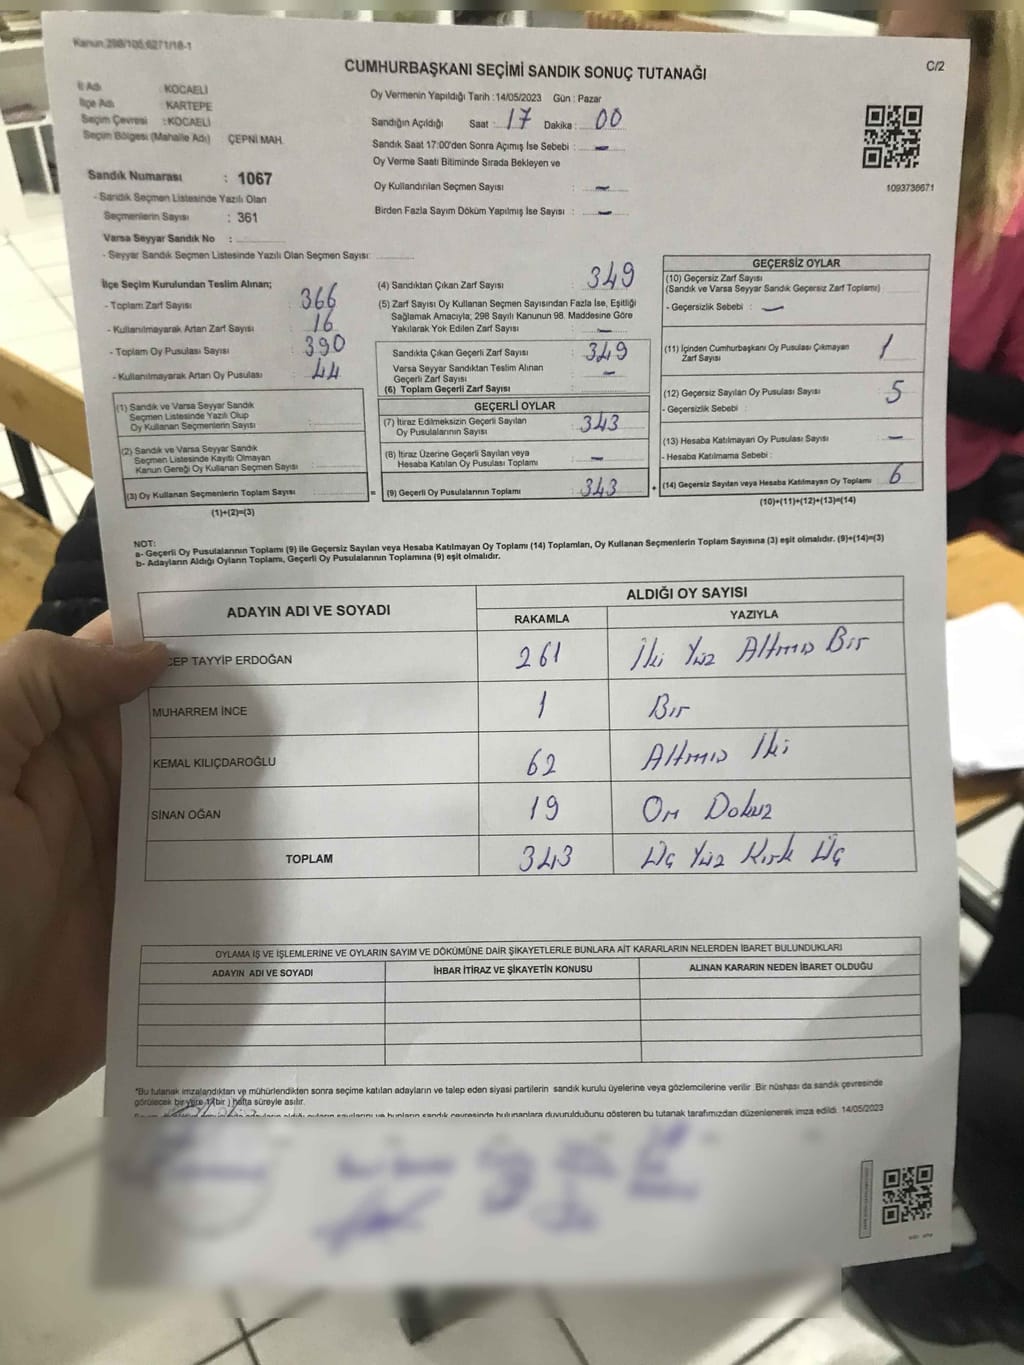 Kanun.298/105,6271/18-1
C/2
CUMHURBAŞKANI SEÇİMİ SANDIK SONUÇ TUTANAĞI
İl Adı : KOCAELİ
İlçe Adı : KARTEPE
Seçim Çevresi : KOCAELİ
Seçim Bölgesi (Mahalle Adı) ÇEPNİ MAH.
Sandık Numarası : 1067
- Sandık Seçmen Listesinde Yazılı Olan
Seçmenlerin Sayısı : 361
Varsa Seyyar Sandık No :
- Seyyar Sandık Seçmen Listesinde Yazılı Olan Seçmen Sayısı:
Oy Vermenin Yapıldığı Tarih : 14/05/2023 Gün : Pazar
Sandığın Açıldığı Saat : 17 Dakika : 00
Sandık Saat 17:00'den Sonra Açımış İse Sebebi : —
Oy Verme Saati Bitiminde Sırada Bekleyen ve
Oy Kullandırılan Seçmen Sayısı : —
Birden Fazla Sayım Döküm Yapılmış İse Sayısı : —
1093736671
İlçe Seçim Kurulundan Teslim Alınan;
- Toplam Zarf Sayısı : 366
- Kullanılmayarak Artan Zarf Sayısı : 16
- Toplam Oy Pusulası Sayısı : 390
- Kullanılmayarak Artan Oy Pusulası : 44
(1) Sandık ve Varsa Seyyar Sandık
Seçmen Listesinde Yazılı Olup
Oy Kullanan Seçmenlerin Sayısı :
(2) Sandık ve Varsa Seyyar Sandık
Seçmen Listesinde Kayıtlı Olmayan
Kanun Gereği Oy Kullanan Seçmen Sayısı :
(3) Oy Kullanan Seçmenlerin Toplam Sayısı :
(1)+(2)=(3)
(4) Sandıktan Çıkan Zarf Sayısı : 349
(5) Zarf Sayısı Oy Kullanan Seçmen Sayısından Fazla İse, Eşitliği
Sağlamak Amacıyla; 298 Sayılı Kanunun 98. Maddesine Göre
Yakılarak Yok Edilen Zarf Sayısı : —
Sandıkta Çıkan Geçerli Zarf Sayısı : 349
Varsa Seyyar Sandıktan Teslim Alınan
Geçerli Zarf Sayısı : —
(6) Toplam Geçerli Zarf Sayısı :
GEÇERLİ OYLAR
(7) İtiraz Edilmeksizin Geçerli Sayılan
Oy Pusulalarının Sayısı : 343
(8) İtiraz Üzerine Geçerli Sayılan veya
Hesaba Katılan Oy Pusulası Toplamı : —
= (9) Geçerli Oy Pusulalarının Toplamı : 343
GEÇERSİZ OYLAR
(10) Geçersiz Zarf Sayısı
(Sandık ve Varsa Seyyar Sandık Geçersiz Zarf Toplamı)
- Geçersizlik Sebebi : —
(11) İçinden Cumhurbaşkanı Oy Pusulası Çıkmayan
Zarf Sayısı 1
(12) Geçersiz Sayılan Oy Pusulası Sayısı 5
- Geçersizlik Sebebi :
(13) Hesaba Katılmayan Oy Pusulası Sayısı —
- Hesaba Katılmama Sebebi :
+ (14) Geçersiz Sayılan veya Hesaba Katılmayan Oy Toplamı 6
(10)+(11)+(12)+(13)=(14)
NOT:
a- Geçerli Oy Pusulalarının Toplamı (9) ile Geçersiz Sayılan veya Hesaba Katılmayan Oy Toplamı (14) Toplamları, Oy Kullanan Seçmenlerin Toplam Sayısına (3) eşit olmalıdır. (9)+(14)=(3)
b- Adayların Aldığı Oyların Toplamı, Geçerli Oy Pusulalarının Toplamına (9) eşit olmalıdır.
ADAYIN ADI VE SOYADI ALDIĞI OY SAYISI
RAKAMLA YAZIYLA
CEP TAYYİP ERDOĞAN 261 İki Yüz Altmış Bir
MUHARREM İNCE 1 Bir
KEMAL KILIÇDAROĞLU 62 Altmış İki
SİNAN OĞAN 19 On Dokuz
TOPLAM 343 Üç Yüz Kırk Üç
OYLAMA İŞ VE İŞLEMLERİNE VE OYLARIN SAYIM VE DÖKÜMÜNE DAİR ŞİKAYETLERLE BUNLARA AİT KARARLARIN NELERDEN İBARET BULUNDUKLARI
ADAYIN ADI VE SOYADI İHBAR İTİRAZ VE ŞİKAYETİN KONUSU ALINAN KARARIN NEDEN İBARET OLDUĞU
*Bu tutanak imzalandıktan ve mühürlendikten sonra seçime katılan adayların ve talep eden siyasi partilerin sandık kurulu üyelerine veya gözlemcilerine verilir. Bir nüshası da sandık çevresinde
görülecek bir yere 1 (bir ) hafta süreyle asılır.
oyların sayılarını ve bunların sandık çevresinde bulunanlara duyurulduğunu gösteren bu tutanak tarafımızdan düzenlenerek imza edildi. 14/05/2023